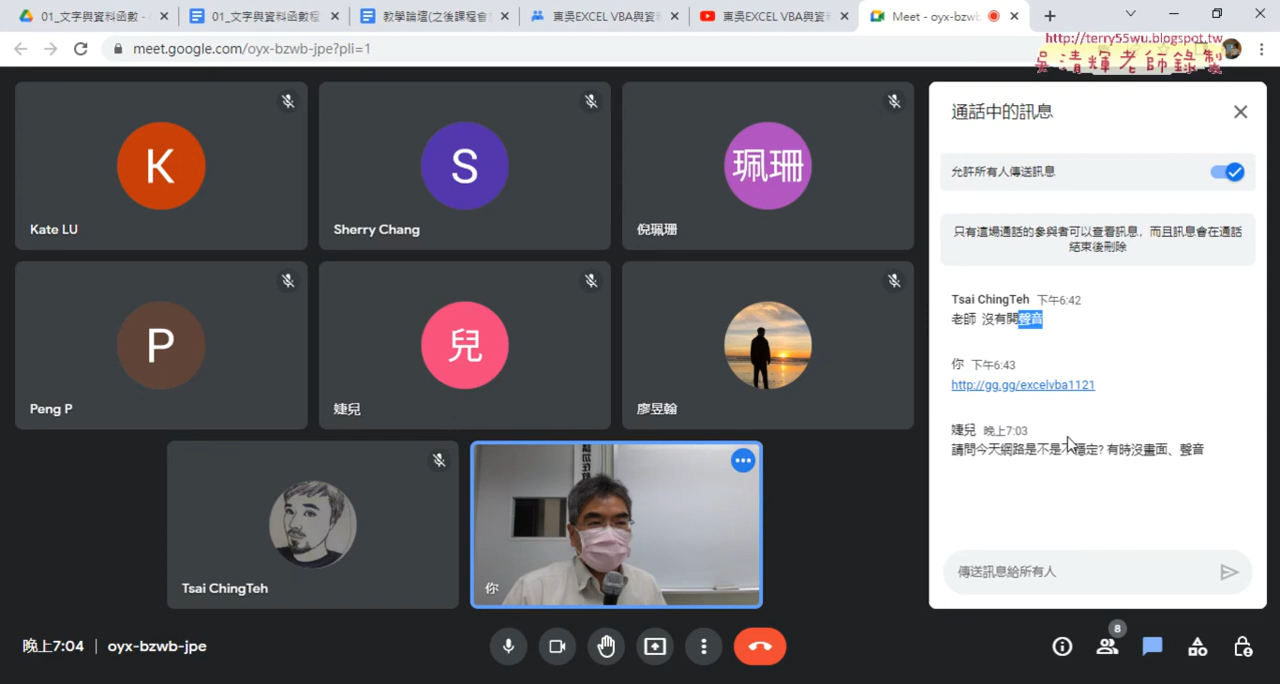 01_文字與資料函數 -
01_文字與資料函數程
教學論壇(之後課程會
東吳EXCEL VBA與資
東吳EXCEL VBA與資
Meet - oyx-bzwb
meet.google.com/oyx-bzwb-jpe?pli=1
http://terry55wu.blogspot.tw
吳清輝老師錄製
K
Kate LU
S
Sherry Chang
珮珊
倪珮珊
P
Peng P
兒
婕兒
廖昱翰
Tsai ChingTeh
你
通話中的訊息
允許所有人傳送訊息
只有這場通話的參與者可以查看訊息，而且訊息會在通話
結束後刪除
Tsai ChingTeh 下午6:42
老師 沒有開聲音
你 下午6:43
http://gg.gg/excelvba1121
婕兒 晚上7:03
請問今天網路是不是不穩定? 有時沒畫面、聲音
傳送訊息給所有人
晚上7:04 | oyx-bzwb-jpe
8